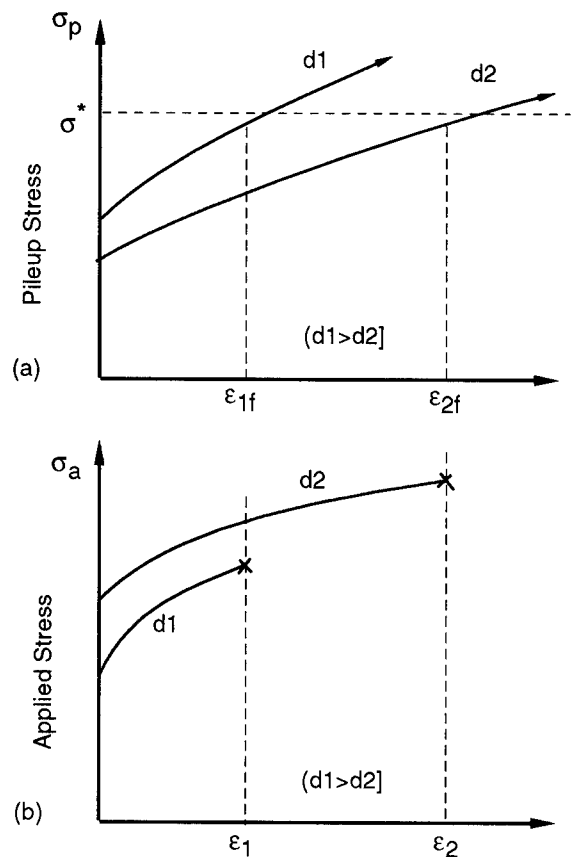 σp
d1
d2
σ*
Pileup Stress
(d1>d2]
(a)
ε1f
ε2f
σa
d2
d1
Applied Stress
(d1>d2]
(b)
ε1
ε2